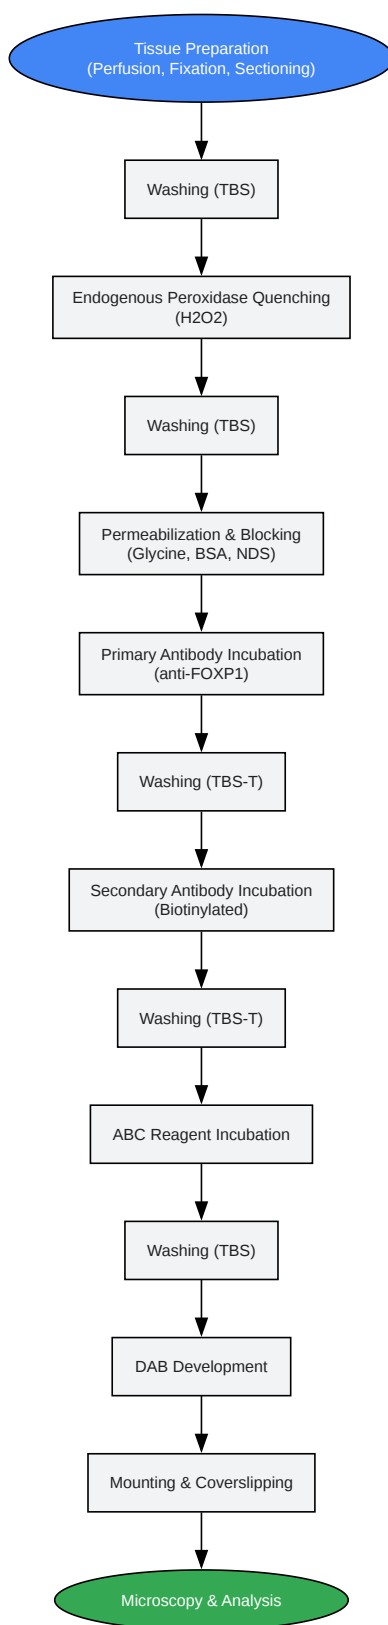 Tissue Preparation
(Perfusion, Fixation, Sectioning)
Washing (TBS)
Endogenous Peroxidase Quenching
(H2O2)
Washing (TBS)
Permeabilization & Blocking
(Glycine, BSA, NDS)
Primary Antibody Incubation
(anti-FOXP1)
Washing (TBS-T)
Secondary Antibody Incubation
(Biotinylated)
Washing (TBS-T)
ABC Reagent Incubation
Washing (TBS)
DAB Development
Mounting & Coverslipping
Microscopy & Analysis